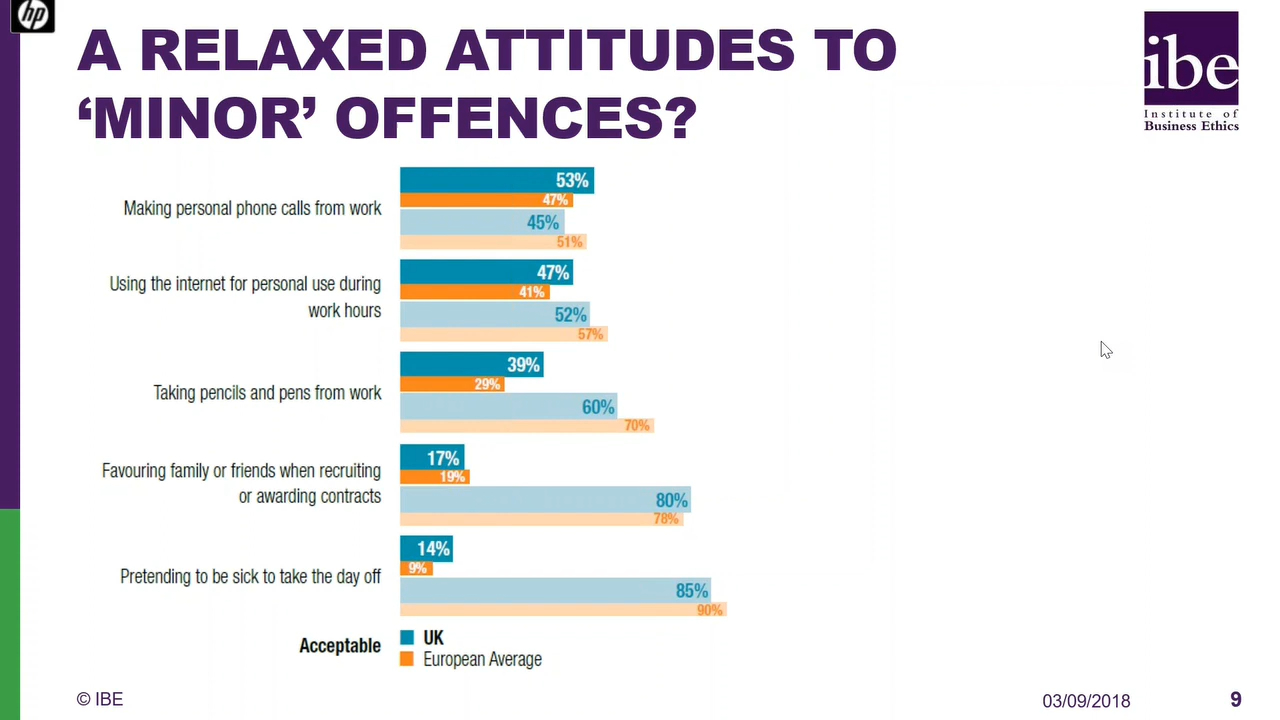 hp
A RELAXED ATTITUDES TO
‘MINOR’ OFFENCES?
ibe
Institute of
Business Ethics
53%
47%
Making personal phone calls from work
45%
51%
47%
Using the internet for personal use during
41%
work hours
52%
57%
39%
29%
Taking pencils and pens from work
60%
70%
17%
Favouring family or friends when recruiting
19%
or awarding contracts
80%
78%
14%
9%
Pretending to be sick to take the day off
85%
90%
Acceptable
UK
European Average
© IBE
03/09/2018
9